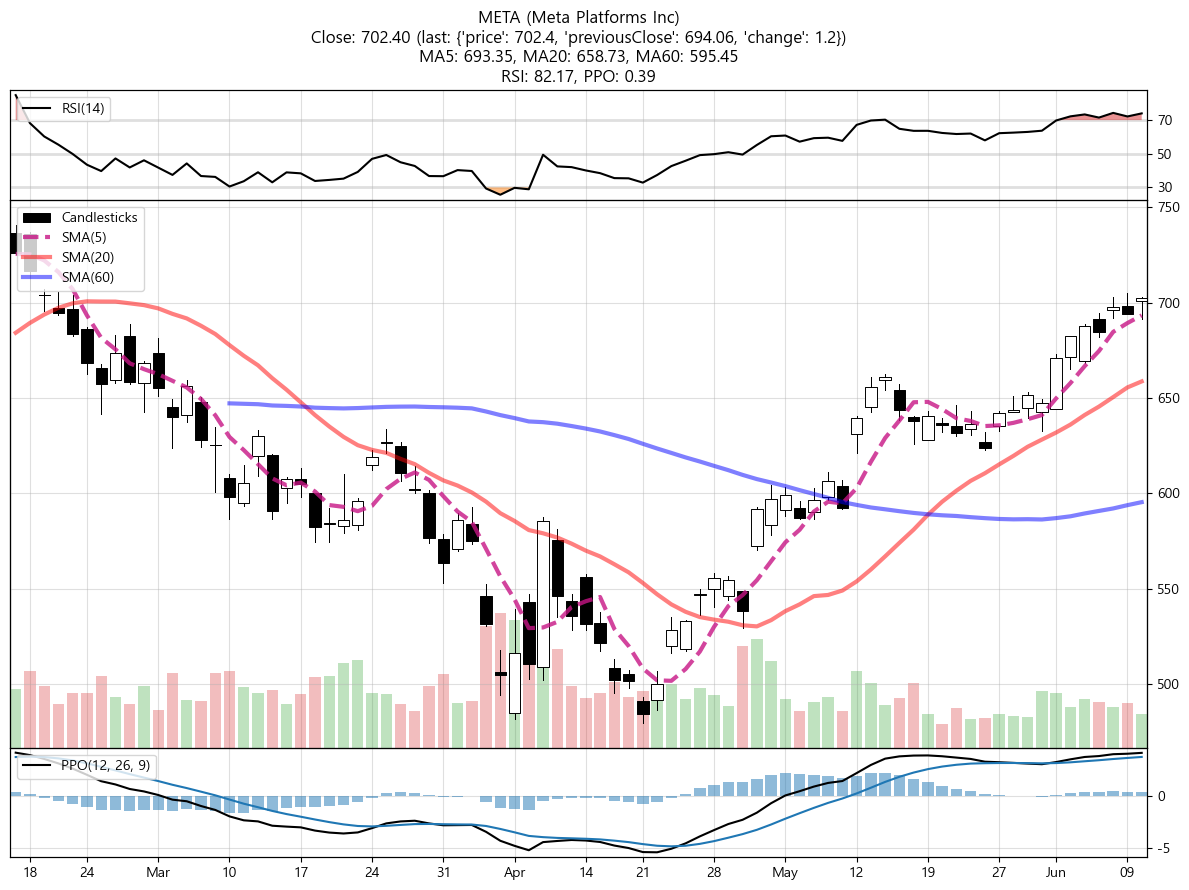 META (Meta Platforms Inc)
Close: 702.40 (last: {'price': 702.4, 'previousClose': 694.06, 'change': 1.2})
MA5: 693.35, MA20: 658.73, MA60: 595.45
RSI: 82.17, PPO: 0.39
RSI(14)
70
50
30
Candlesticks
SMA(5)
SMA(20)
SMA(60)
750
700
650
600
550
500
PPO(12, 26, 9)
0
-5
18 24 Mar 10 17 24 31 Apr 14 21 28 May 12 19 27 Jun 09